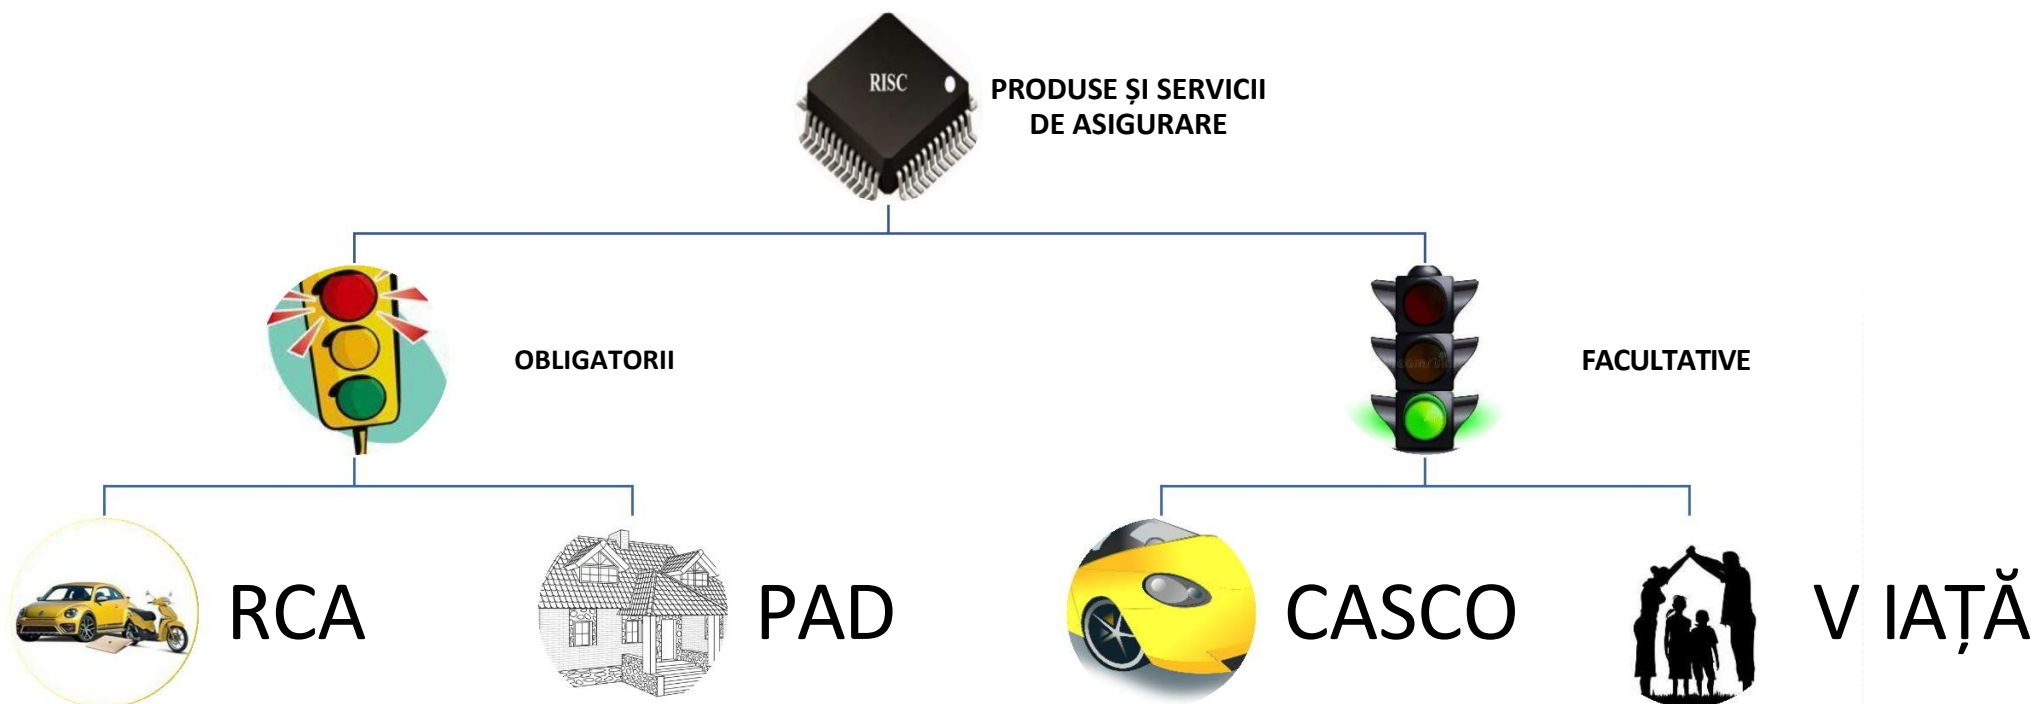 RISC
PRODUSE ȘI SERVICII
DE ASIGURARE
OBLIGATORII
FACULTATIVE
RCA
PAD
CASCO
V IAȚĂ